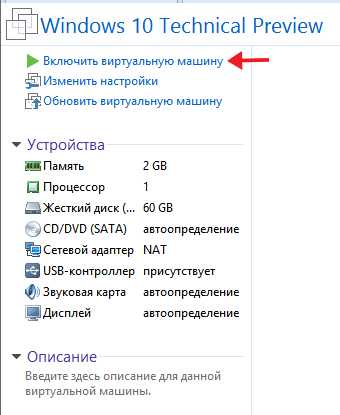 Windows 10 Technical Preview
Включить виртуальную машину
Изменить настройки
Обновить виртуальную машину
Устройства
Память 2 GB
Процессор 1
Жесткий диск (... 60 GB
CD/DVD (SATA) автоопределение
Сетевой адаптер NAT
USB-контроллер присутствует
Звуковая карта автоопределение
Дисплей автоопределение
Описание
Введите здесь описание для данной
виртуальной машины.